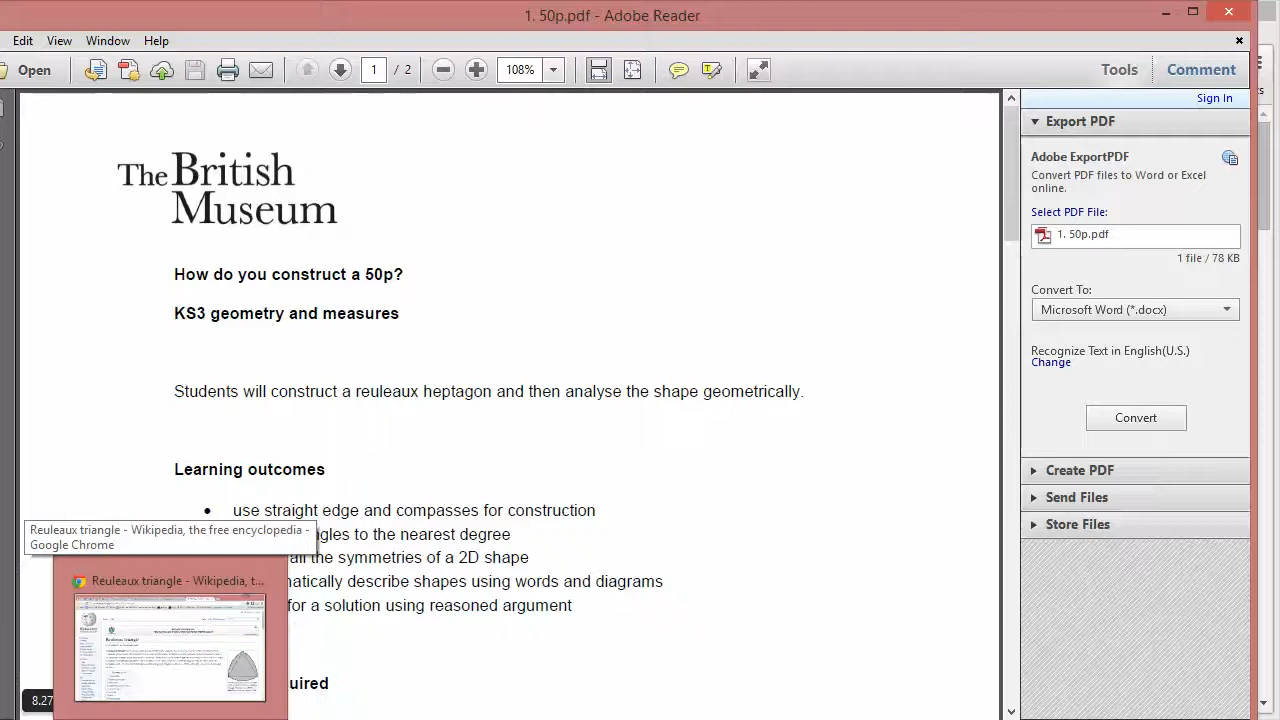 1. 50p.pdf - Adobe Reader
Edit View Window Help
Open 1 / 2 108% Tools Comment
Sign In
Export PDF
Adobe ExportPDF
Convert PDF files to Word or Excel
online.
Select PDF File:
1. 50p.pdf
1 file / 78 KB
Convert To:
Microsoft Word (*.docx)
Recognize Text in English(U.S.)
Change
Convert
Create PDF
Send Files
Store Files
The British
Museum
How do you construct a 50p?
KS3 geometry and measures
Students will construct a reuleaux heptagon and then analyse the shape geometrically.
Learning outcomes
• use straight edge and compasses for construction
gles to the nearest degree
all the symmetries of a 2D shape
matically describe shapes using words and diagrams
for a solution using reasoned argument
uired
Reuleaux triangle - Wikipedia, the free encyclopedia -
Google Chrome
Reuleaux triangle - Wikipedia, t...
8.27